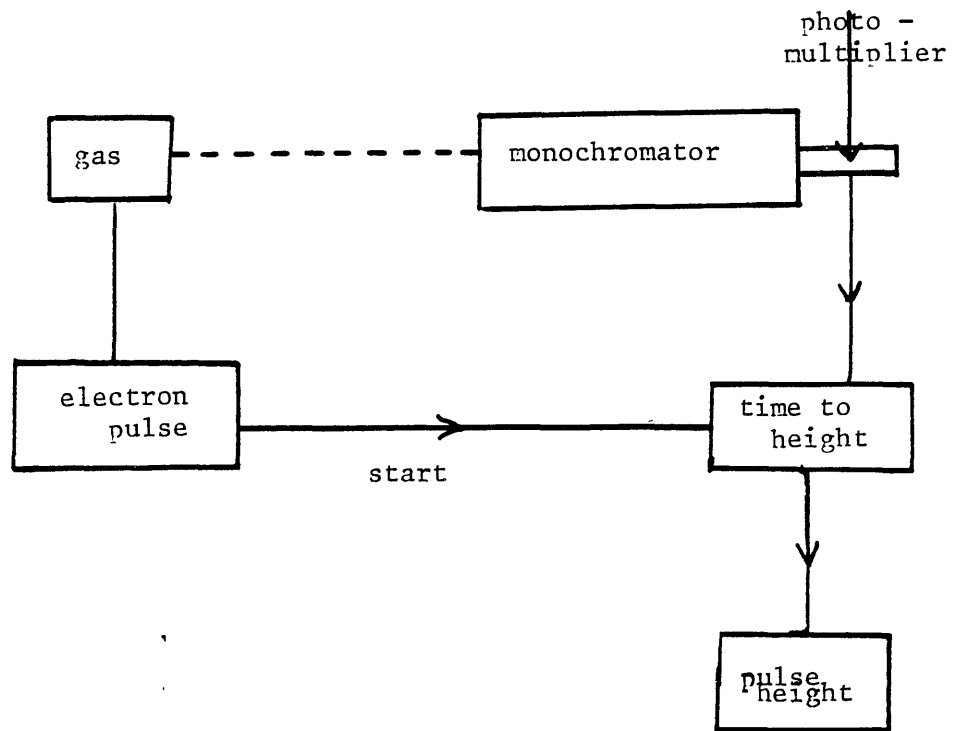 photo -
multiplier
gas
monochromator
electron
pulse
time to
height
start
pulse
height